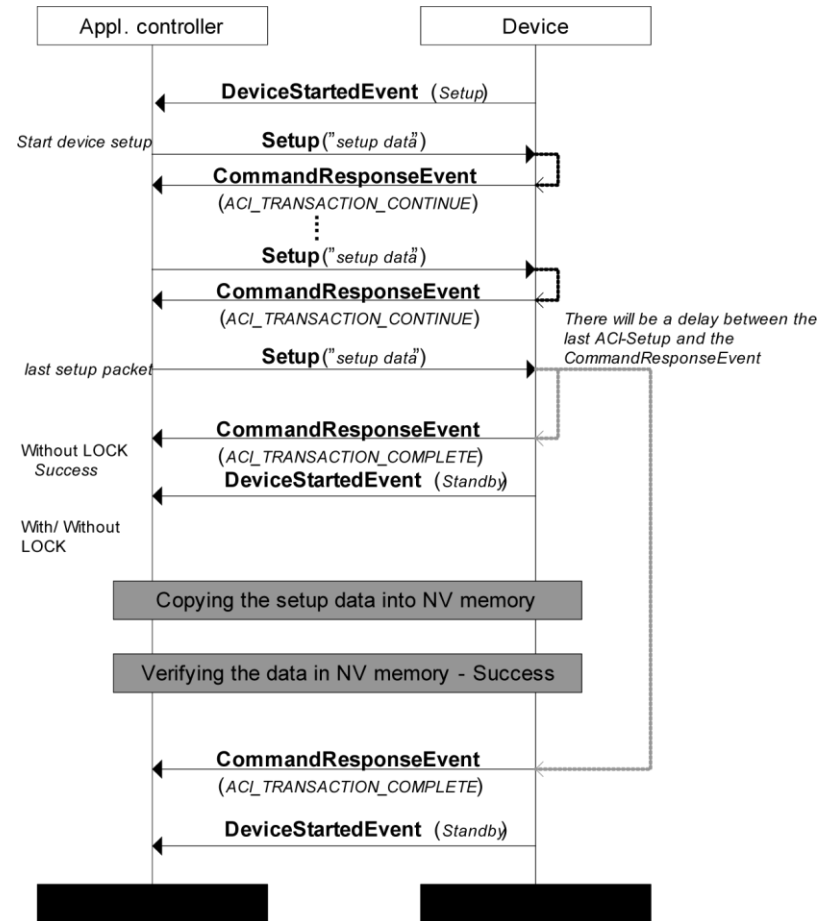 Appl. controller
Device
DeviceStartedEvent (Setup)
Start device setup
Setup("setup data")
CommandResponseEvent
(ACI_TRANSACTION_CONTINUE)
Setup("setup data")
CommandResponseEvent
(ACI_TRANSACTION_CONTINUE)
There will be a delay between the
last ACI-Setup and the
CommandResponseEvent
last setup packet
Setup("setup data")
CommandResponseEvent
(ACI_TRANSACTION_COMPLETE)
Without LOCK
Success
DeviceStartedEvent (Standby)
With/ Without
LOCK
Copying the setup data into NV memory
Verifying the data in NV memory - Success
CommandResponseEvent
(ACI_TRANSACTION_COMPLETE)
DeviceStartedEvent (Standby)